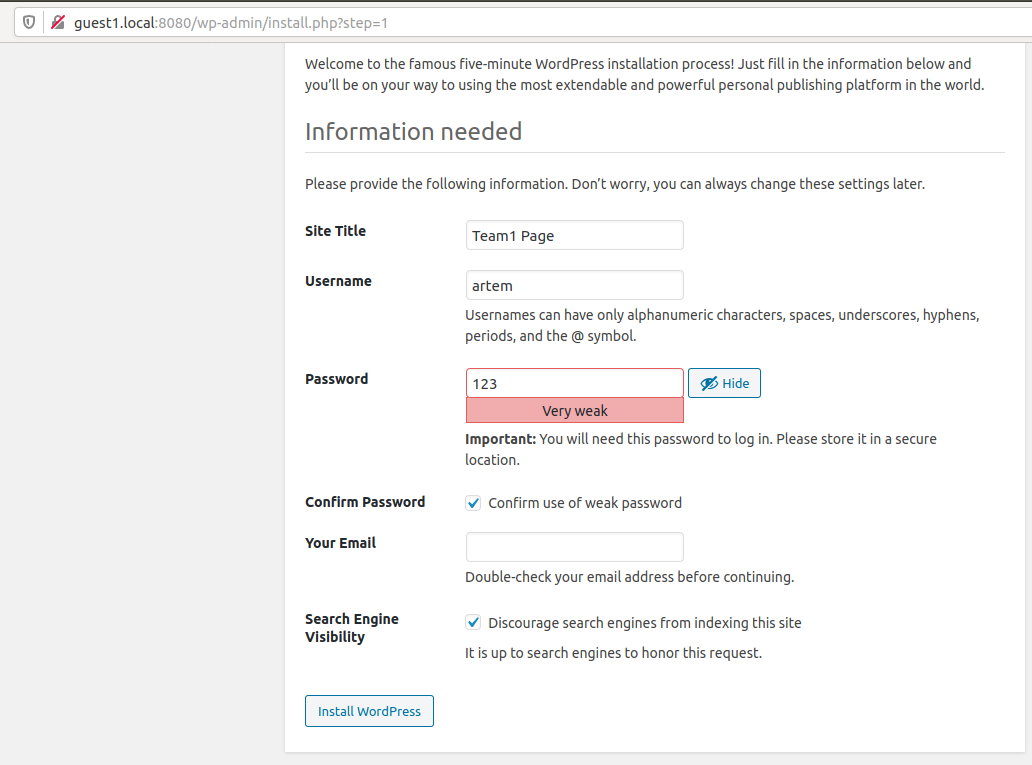 guest1.local:8080/wp-admin/install.php?step=1
Welcome to the famous five-minute WordPress installation process! Just fill in the information below and
you’ll be on your way to using the most extendable and powerful personal publishing platform in the world.
Information needed
Please provide the following information. Don’t worry, you can always change these settings later.
Site Title
Team1 Page
Username
artem
Usernames can have only alphanumeric characters, spaces, underscores, hyphens,
periods, and the @ symbol.
Password
123
Hide
Very weak
Important: You will need this password to log in. Please store it in a secure
location.
Confirm Password
Confirm use of weak password
Your Email
Double-check your email address before continuing.
Search Engine
Visibility
Discourage search engines from indexing this site
It is up to search engines to honor this request.
Install WordPress